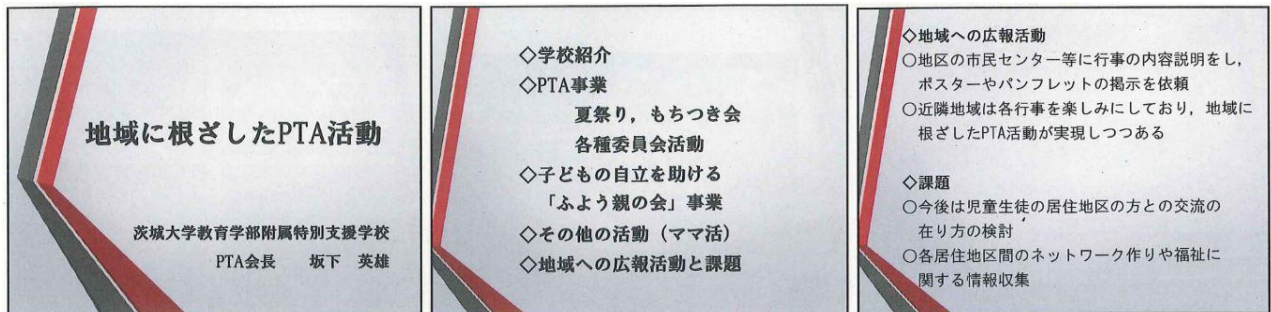 地域に根ざしたPTA活動
茨城大学教育学部附属特別支援学校
PTA会長　坂下　英雄
◇学校紹介
◇PTA事業
夏祭り，もちつき会
各種委員会活動
◇子どもの自立を助ける
「ふよう親の会」事業
◇その他の活動（ママ活）
◇地域への広報活動と課題
◇地域への広報活動
○地区の市民センター等に行事の内容説明をし，
ポスターやパンフレットの掲示を依頼
○近隣地域は各行事を楽しみにしており，地域に
根ざしたPTA活動が実現しつつある
◇課題
○今後は児童生徒の居住地区の方との交流の
在り方の検討
○各居住地区間のネットワーク作りや福祉に
関する情報収集